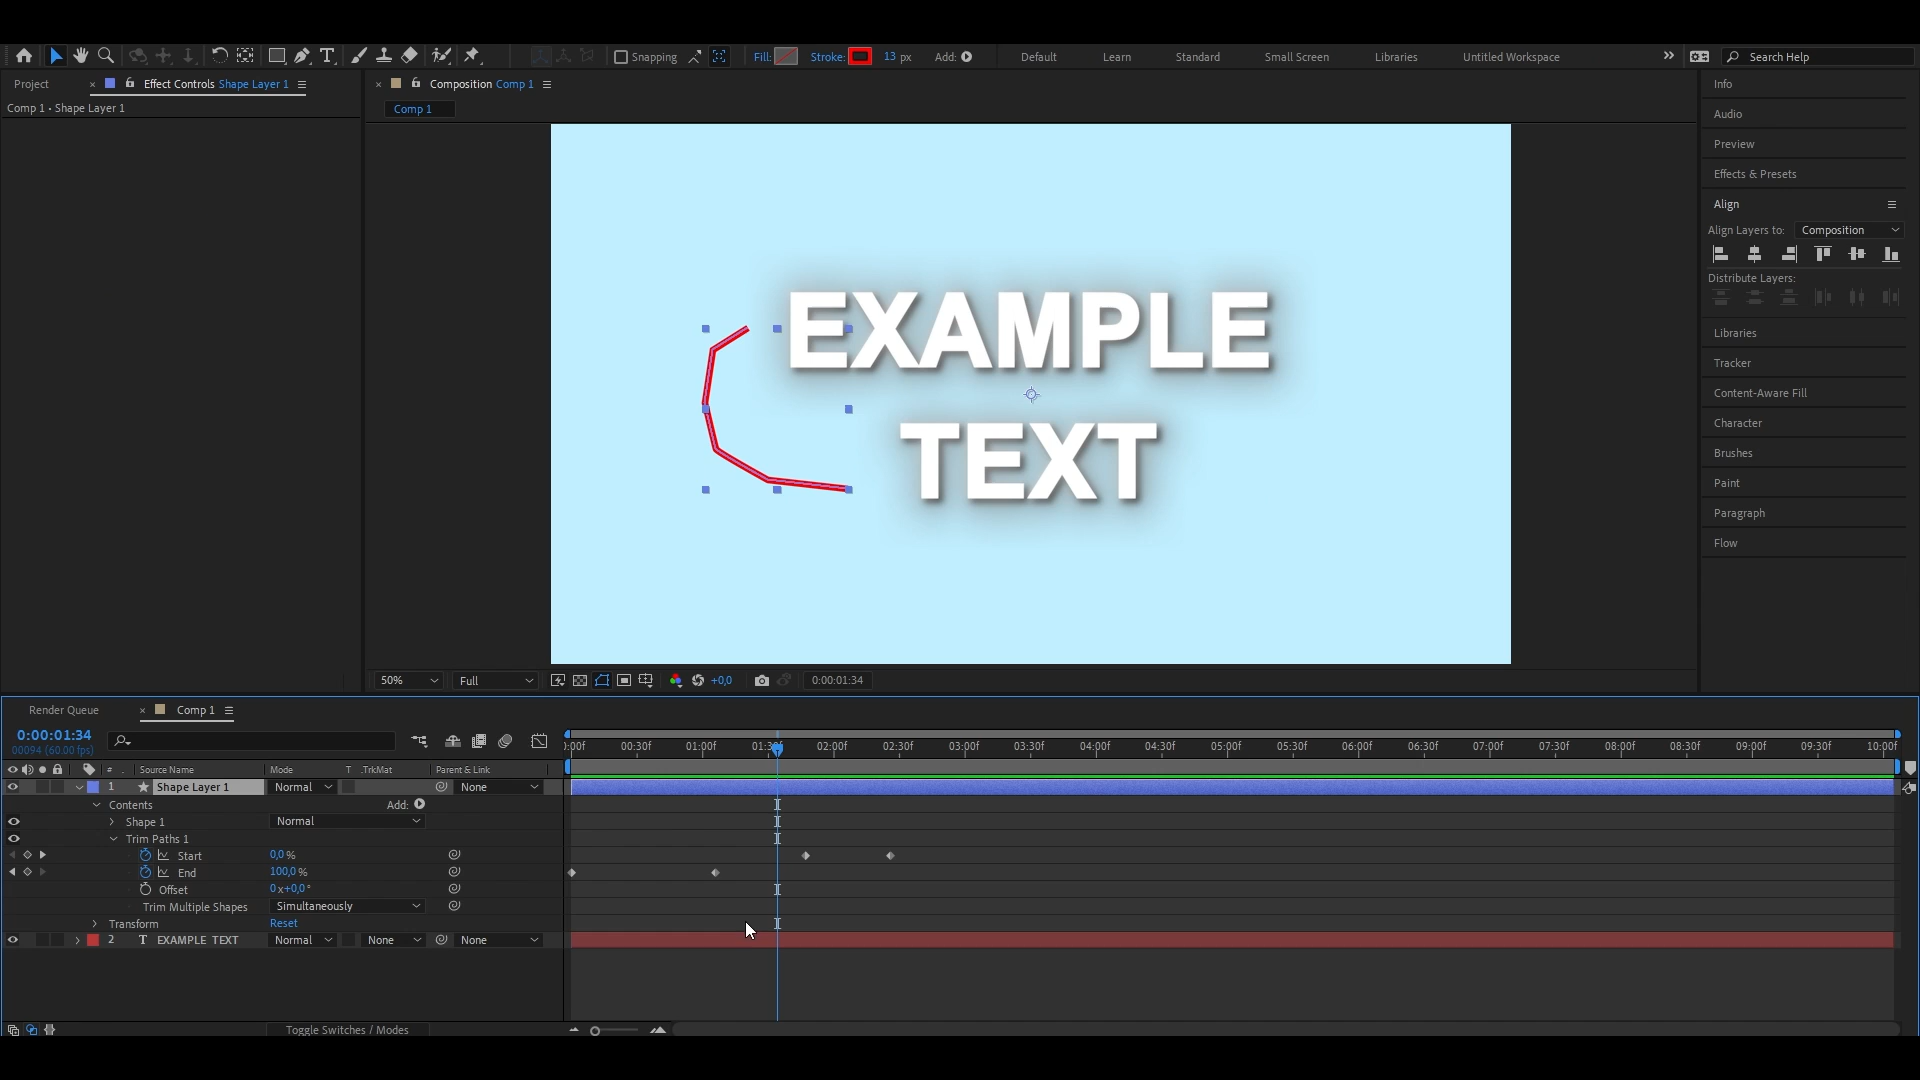 Snapping
Fill:
Stroke:
13 px
Add:
Default
Learn
Standard
Small Screen
Libraries
Untitled Workspace
Search Help
Project
Effect Controls Shape Layer 1
Comp 1 • Shape Layer 1
Composition Comp 1
Comp 1
EXAMPLE
TEXT
Info
Audio
Preview
Effects & Presets
Align
Align Layers to: Composition
Distribute Layers:
Libraries
Tracker
Content-Aware Fill
Character
Brushes
Paint
Paragraph
Flow
50%
Full
+0,0
0:00:01:34
Render Queue
Comp 1
0:00:01:34
00094 (60.00 fps)
:00f 00:30f 01:00f 01:30f 02:00f 02:30f 03:00f 03:30f 04:00f 04:30f 05:00f 05:30f 06:00f 06:30f 07:00f 07:30f 08:00f 08:30f 09:00f 09:30f 10:00f
# Source Name Mode T .TrkMat Parent & Link
1 Shape Layer 1 Normal None
Contents Add:
Shape 1 Normal
Trim Paths 1
Start 0,0 %
End 100,0 %
Offset 0x+0,0°
Trim Multiple Shapes Simultaneously
Transform Reset
2 T EXAMPLE TEXT Normal None None
Toggle Switches / Modes